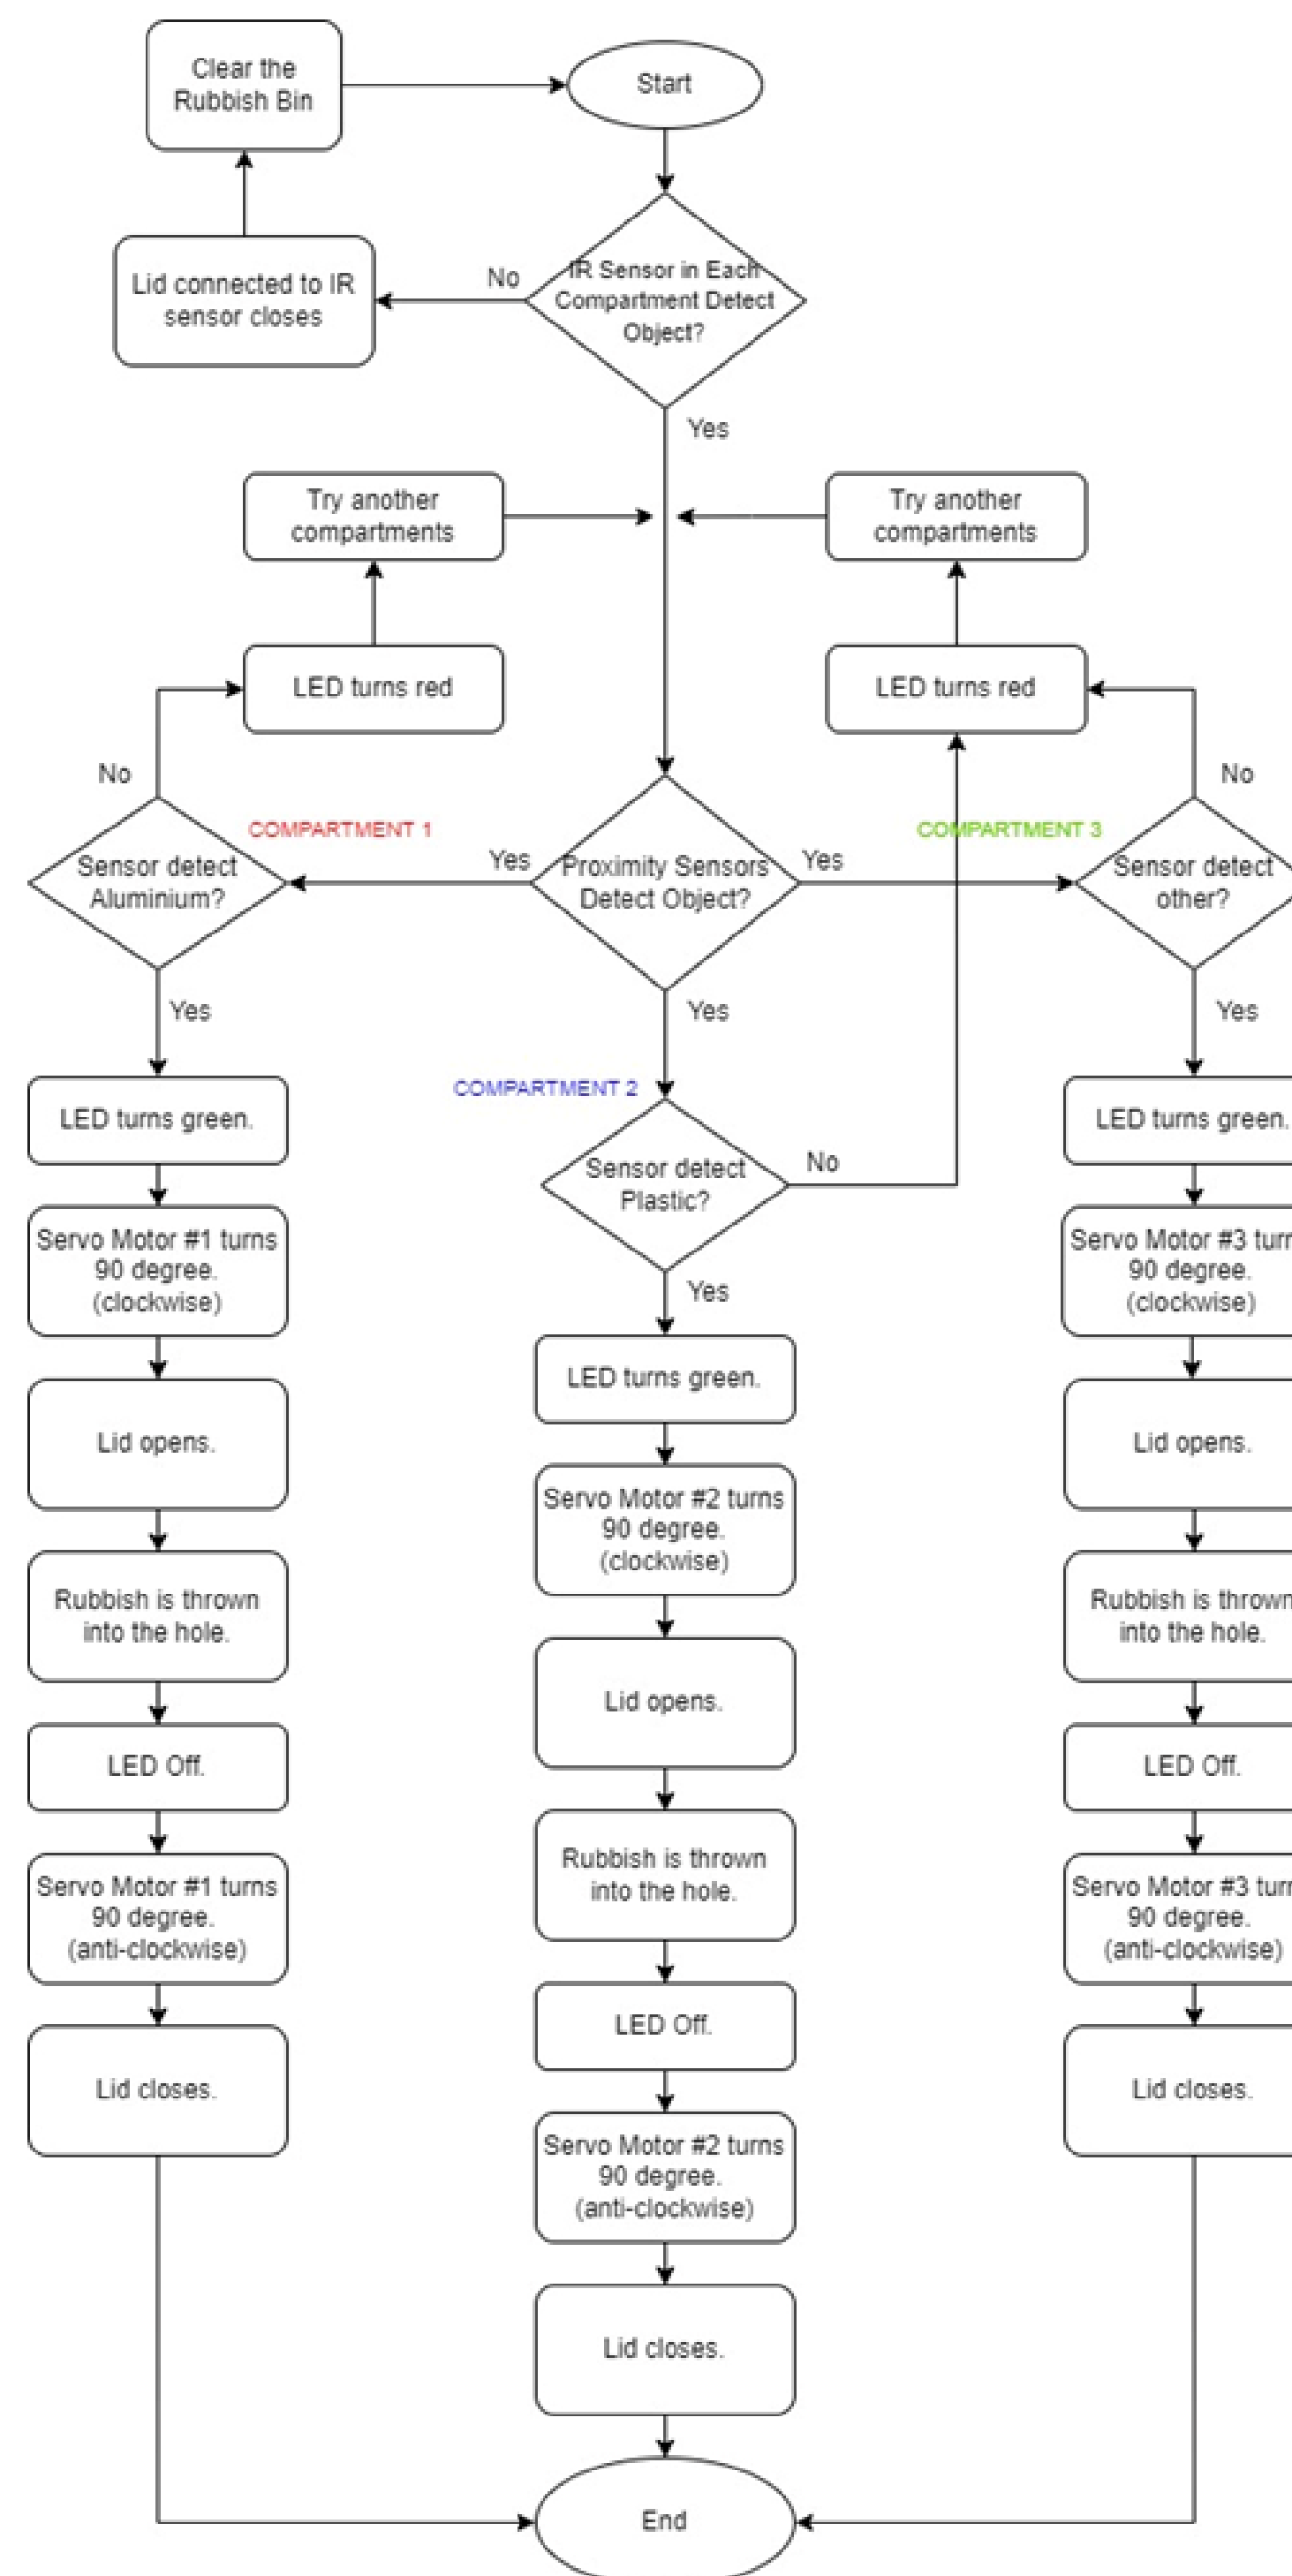 Clear the
Rubbish Bin
Start
Lid connected to IR
sensor closes
No
IR Sensor in Each
Compartment Detect
Object?
Yes
Try another
compartments
Try another
compartments
LED turns red
LED turns red
No
No
COMPARTMENT 1
COMPARTMENT 3
Sensor detect
Aluminium?
Yes
Proximity Sensors
Detect Object?
Yes
Sensor detect
other?
Yes
Yes
Yes
COMPARTMENT 2
LED turns green.
LED turns green.
Sensor detect
Plastic?
No
Servo Motor #1 turns
90 degree.
(clockwise)
Servo Motor #3 turn
90 degree.
(clockwise)
Yes
LED turns green.
Lid opens.
Lid opens.
Servo Motor #2 turns
90 degree.
(clockwise)
Rubbish is thrown
into the hole.
Rubbish is thrown
into the hole.
Lid opens.
LED Off.
LED Off.
Rubbish is thrown
into the hole.
Servo Motor #1 turns
90 degree.
(anti-clockwise)
Servo Motor #3 turn
90 degree.
(anti-clockwise)
LED Off.
Lid closes.
Lid closes.
Servo Motor #2 turns
90 degree.
(anti-clockwise)
Lid closes.
End